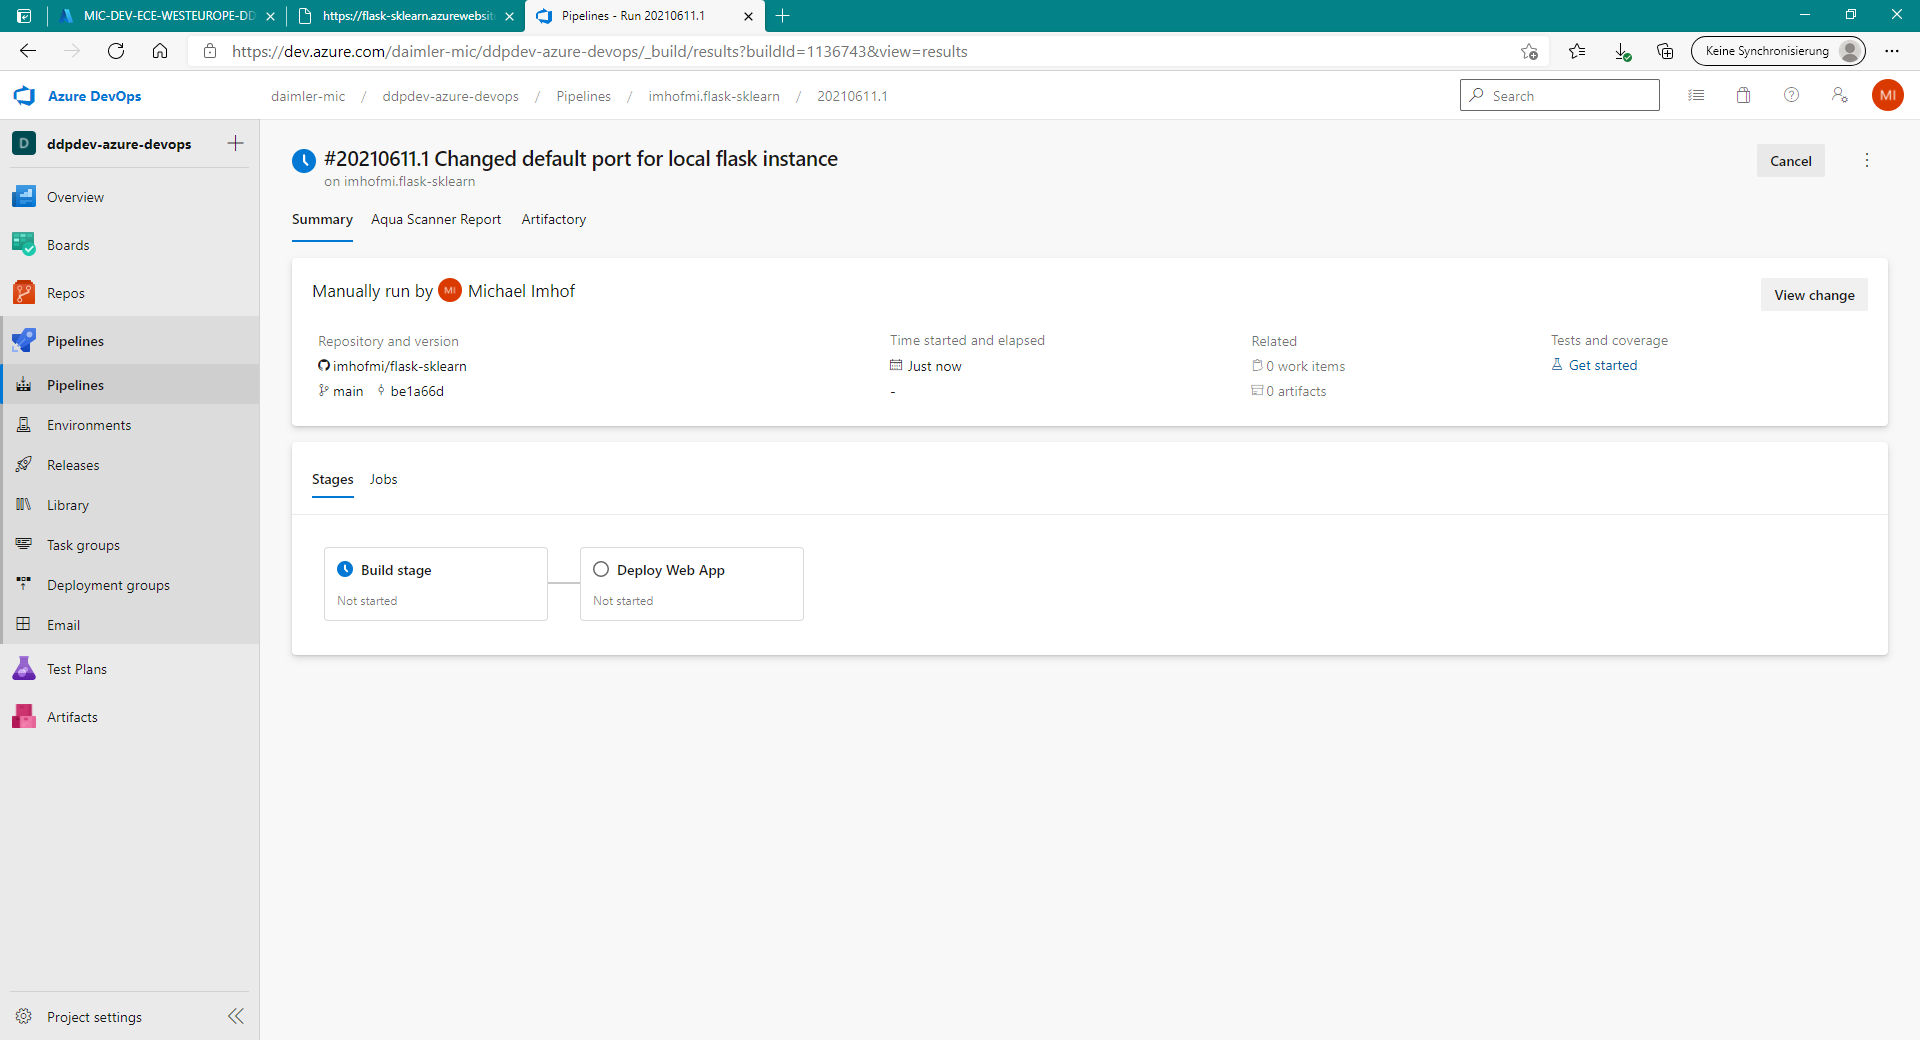 MIC-DEV-ECE-WESTEUROPE-DD
https://flask-sklearn.azurewebsit
Pipelines - Run 20210611.1
https://dev.azure.com/daimler-mic/ddpdev-azure-devops/_build/results?buildId=1136743&view=results
Keine Synchronisierung
Azure DevOps
daimler-mic / ddpdev-azure-devops / Pipelines / imhofmi.flask-sklearn / 20210611.1
Search
MI
D ddpdev-azure-devops
Overview
Boards
Repos
Pipelines
Pipelines
Environments
Releases
Library
Task groups
Deployment groups
Email
Test Plans
Artifacts
Project settings
#20210611.1 Changed default port for local flask instance
on imhofmi.flask-sklearn
Cancel
Summary Aqua Scanner Report Artifactory
Manually run by MI Michael Imhof
View change
Repository and version
imhofmi/flask-sklearn
main be1a66d
Time started and elapsed
Just now
-
Related
0 work items
0 artifacts
Tests and coverage
Get started
Stages Jobs
Build stage
Not started
Deploy Web App
Not started